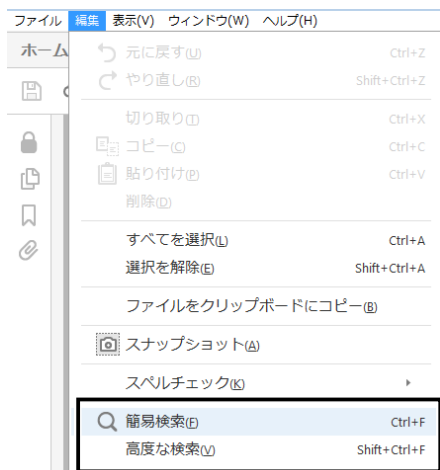 ファイル 編集 表示(V) ウィンドウ(W) ヘルプ(H)
ホーム
元に戻す(U) Ctrl+Z
やり直し(R) Shift+Ctrl+Z
切り取り(T) Ctrl+X
コピー(C) Ctrl+C
貼り付け(P) Ctrl+V
削除(D)
すべてを選択(L) Ctrl+A
選択を解除(E) Shift+Ctrl+A
ファイルをクリップボードにコピー(B)
スナップショット(A)
スペルチェック(K)
簡易検索(F) Ctrl+F
高度な検索(V) Shift+Ctrl+F